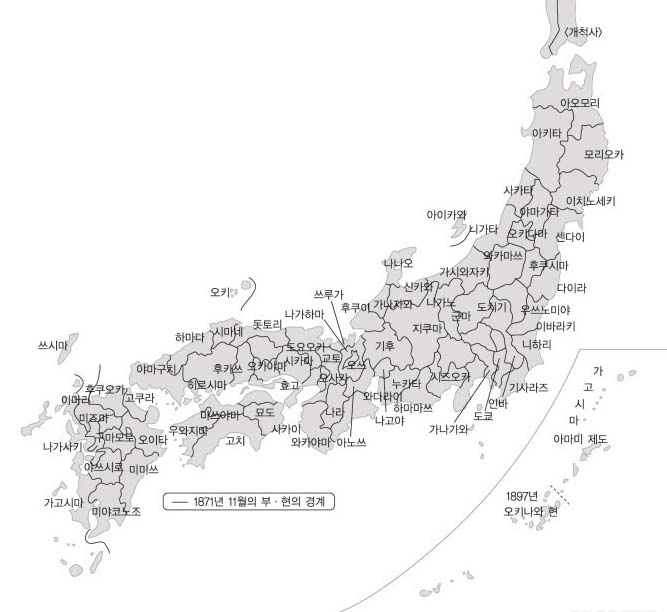 〈개척사〉
아오모리
아키타
모리오카
사카타
이치노세키
야마가타
아이카와
니가타
오키다마
센다이
와카마쓰
후쿠시마
나나오
가시와자키
다이라
신카와
오키
쓰루가
후쿠이
가나자와
나가노
도치기
우쓰노미야
나가하마
군마
이바라키
돗토리
지쿠마
시마네
하마다
니하리
쓰시마
도요오카
교토
기후
오쓰
시카마
야마구치
후카쓰
오카야마
가
오사카
누카타
시즈오카
고
히로시마
효고
기사라즈
후쿠오카
와다라이
시
이마리
고쿠라
하마마쓰
인바
마쓰야마
묘도
나라
도쿄
미즈마
마
나고야
우와지마
사카이
가나가와
구마모토
오이타
고치
와카야마
아노쓰
아마미 제도
나가사키
야쓰시로
미미쓰
가고시마
1897년
미야코노조
오키나와 현
1871년 11월의 부 · 현의 경계